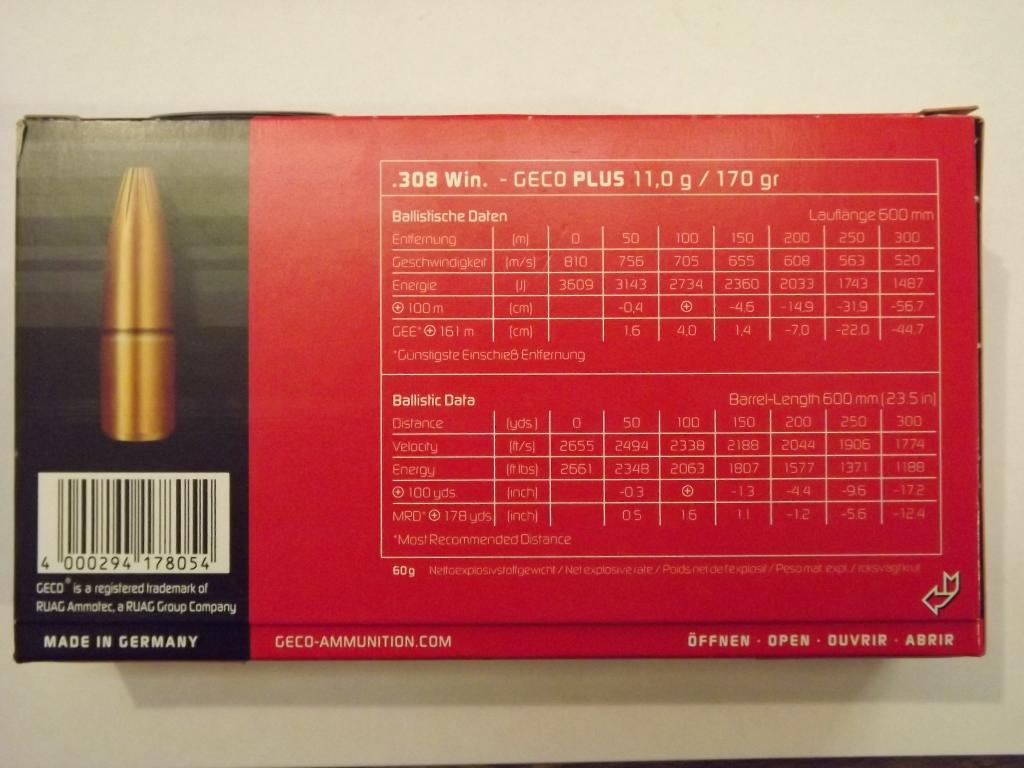 .308 Win. - GECO PLUS 11,0 g / 170 gr
Ballistische Daten Lauflänge 600 mm
Entfernung (m) 0 50 100 150 200 250 300
Geschwindigkeit (m/s) 810 756 705 655 608 563 520
Energie (J) 3609 3143 2734 2360 2033 1743 1487
⊕ 100 m (cm) -0,4 ⊕ -4.6 -14.9 -31.9 -56.7
GEE* ⊕ 161 m (cm) 1.6 4,0 1,4 -7,0 -22.0 -44.7
*Günstigste Einschieß Entfernung
Ballistic Data Barrel-Length 600 mm (23.5 in)
Distance (yds.) 0 50 100 150 200 250 300
Velocity (ft/s) 2655 2494 2338 2188 2044 1906 1774
Energy (ft lbs) 2661 2348 2063 1807 1577 1371 1188
⊕ 100 yds. (inch) -0.3 ⊕ -1.3 -4.4 -9.6 -17.2
MRD* ⊕ 178 yds. (inch) 0.5 1.6 1.1 -1.2 -5.6 -12.4
*Most Recommended Distance
60 g Nettoexplosivstoffgewicht / Net explosive rate / Poids net de l'explosif / Peso mat. expl.
4 000294 178054
GECO® is a registered trademark of
RUAG Ammotec, a RUAG Group Company
MADE IN GERMANY
GECO-AMMUNITION.COM
ÖFFNEN · OPEN · OUVRIR · ABRIR